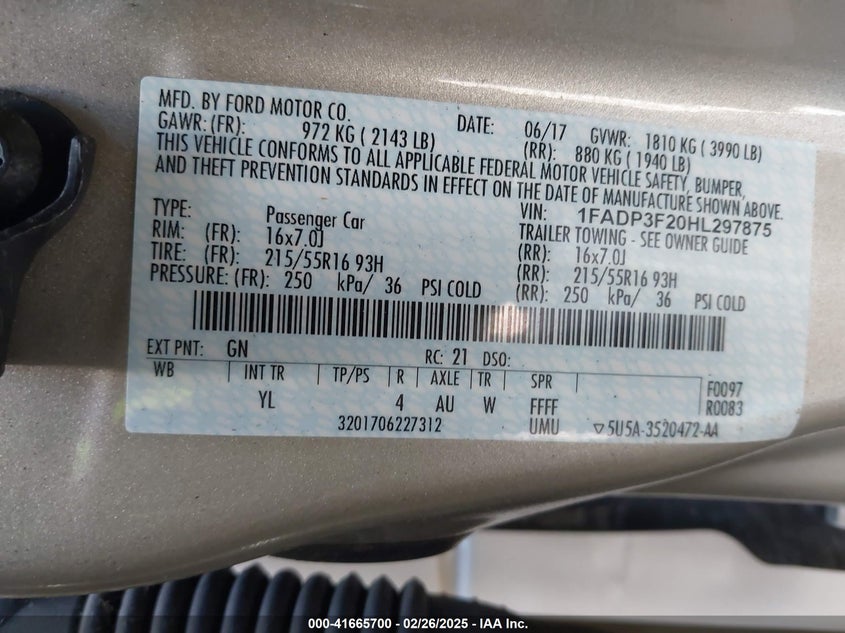 MFD. BY FORD MOTOR CO. DATE: 06/17 GVWR: 1810 KG ( 3990 LB)
GAWR: (FR): 972 KG ( 2143 LB) (RR): 880 KG ( 1940 LB)
THIS VEHICLE CONFORMS TO ALL APPLICABLE FEDERAL MOTOR VEHICLE SAFETY, BUMPER,
AND THEFT PREVENTION STANDARDS IN EFFECT ON THE DATE OF MANUFACTURE SHOWN ABOVE.
VIN: 1FADP3F20HL297875
TYPE: Passenger Car TRAILER TOWING - SEE OWNER GUIDE
RIM: (FR): 16x7.0J (RR): 16x7.0J
TIRE: (FR): 215/55R16 93H (RR): 215/55R16 93H
PRESSURE: (FR): 250 kPa/ 36 PSI COLD (RR): 250 kPa/ 36 PSI COLD
EXT PNT: GN RC: 21 DSO:
WB INT TR TP/PS R AXLE TR SPR F0097
YL 4 AU W FFFF R0083
3201706227312 UMU ▽5U5A-3520472-AA
000-41665700 - 02/26/2025 - IAA Inc.